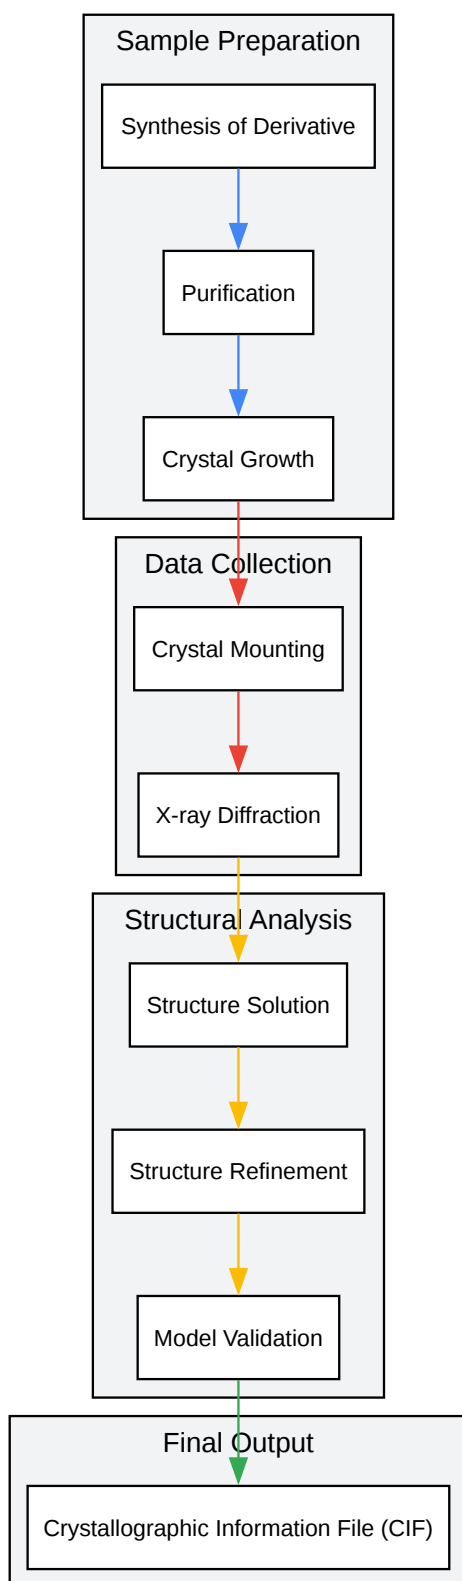 Sample Preparation
Synthesis of Derivative
Purification
Crystal Growth
Data Collection
Crystal Mounting
X-ray Diffraction
Structural Analysis
Structure Solution
Structure Refinement
Model Validation
Final Output
Crystallographic Information File (CIF)